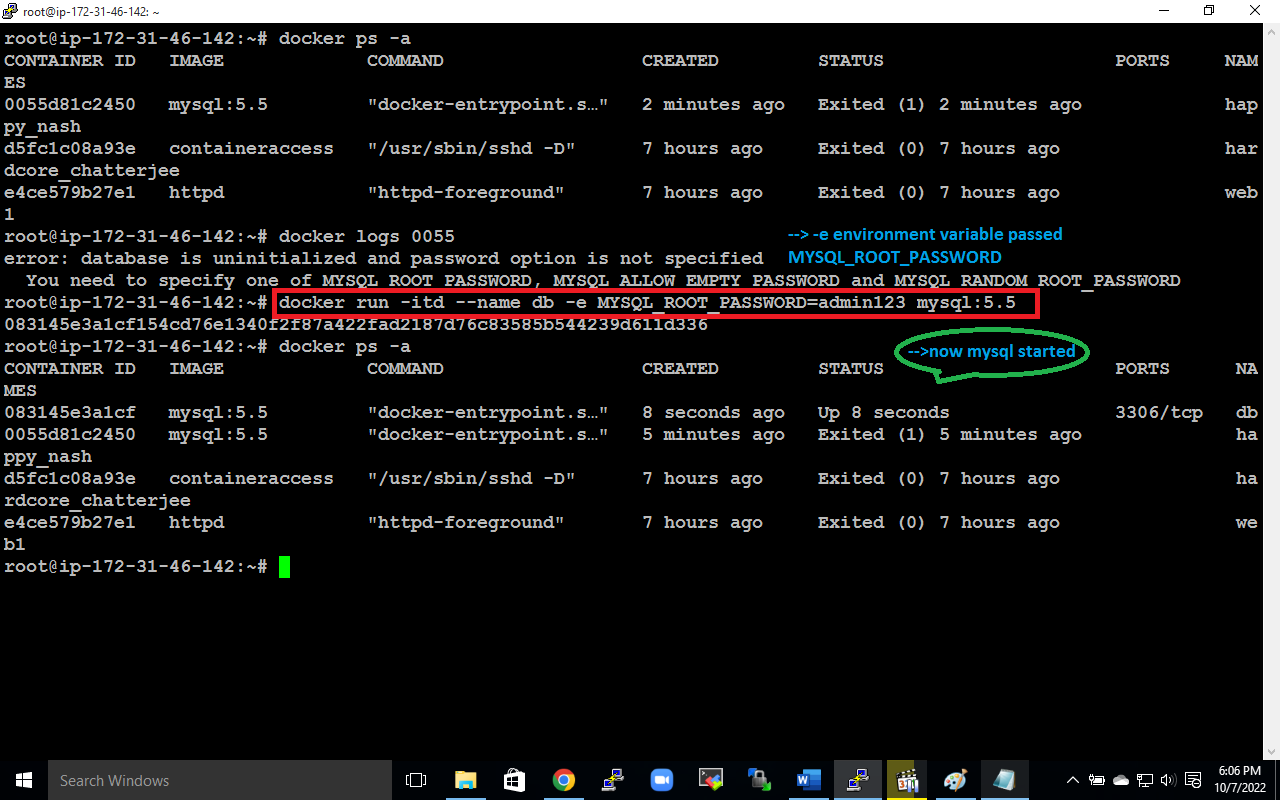 root@ip-172-31-46-142: ~
root@ip-172-31-46-142:~# docker ps -a
CONTAINER ID   IMAGE             COMMAND                  CREATED         STATUS                     PORTS      NAM
ES
0055d81c2450   mysql:5.5         "docker-entrypoint.s…"   2 minutes ago   Exited (1) 2 minutes ago              hap
py_nash
d5fc1c08a93e   containeraccess   "/usr/sbin/sshd -D"      7 hours ago     Exited (0) 7 hours ago                har
dcore_chatterjee
e4ce579b27e1   httpd             "httpd-foreground"       7 hours ago     Exited (0) 7 hours ago                web
1
root@ip-172-31-46-142:~# docker logs 0055 --> -e environment variable passed
error: database is uninitialized and password option is not specified MYSQL_ROOT_PASSWORD
  You need to specify one of MYSQL_ROOT_PASSWORD, MYSQL_ALLOW_EMPTY_PASSWORD and MYSQL_RANDOM_ROOT_PASSWORD
root@ip-172-31-46-142:~# docker run -itd --name db -e MYSQL_ROOT_PASSWORD=admin123 mysql:5.5
083145e3a1cf154cd76e1340f2f87a422fad2187d76c83585b544239d611d336
root@ip-172-31-46-142:~# docker ps -a -->now mysql started
CONTAINER ID   IMAGE             COMMAND                  CREATED         STATUS                     PORTS      NA
MES
083145e3a1cf   mysql:5.5         "docker-entrypoint.s…"   8 seconds ago   Up 8 seconds               3306/tcp   db
0055d81c2450   mysql:5.5         "docker-entrypoint.s…"   5 minutes ago   Exited (1) 5 minutes ago              ha
ppy_nash
d5fc1c08a93e   containeraccess   "/usr/sbin/sshd -D"      7 hours ago     Exited (0) 7 hours ago                ha
rdcore_chatterjee
e4ce579b27e1   httpd             "httpd-foreground"       7 hours ago     Exited (0) 7 hours ago                we
b1
root@ip-172-31-46-142:~#
Search Windows
6:06 PM
10/7/2022